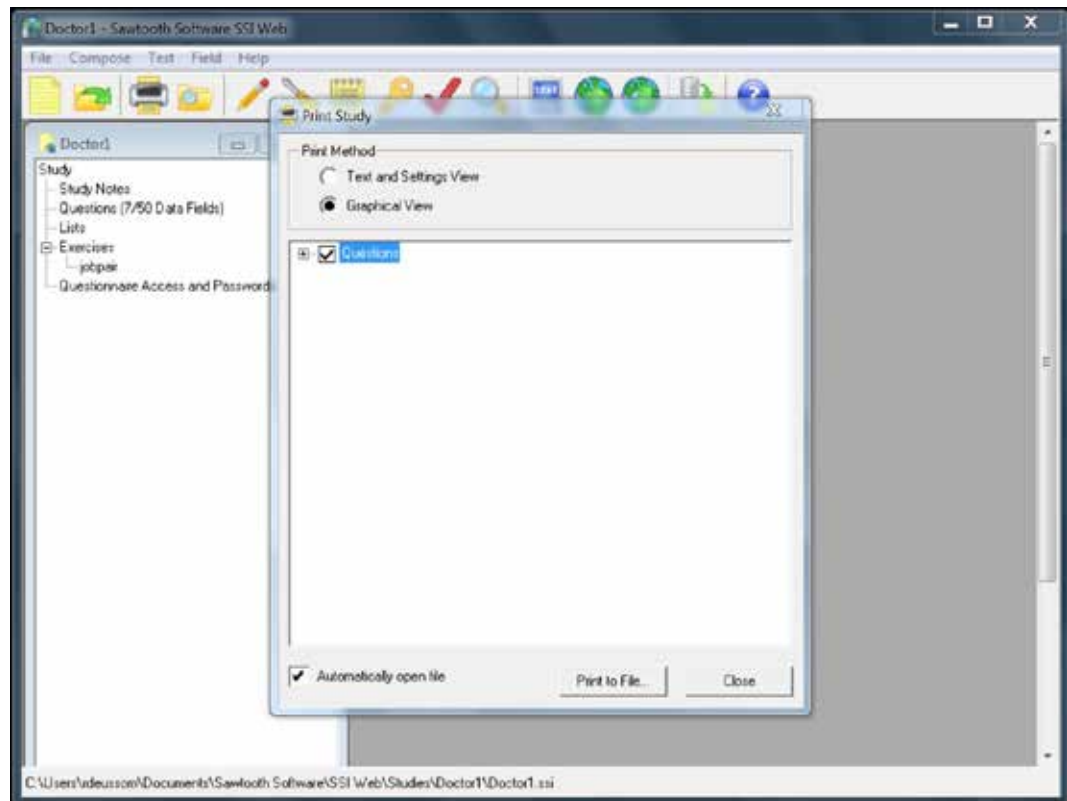 Doctor1 - Sawtooth Software SSI Web
File Compose Test Field Help
Print Study
Doctor1
Study
Study Notes
Questions (7/50 Data Fields)
Lists
Exercises
jobpair
Questionnaire Access and Password
Print Method
Text and Settings View
Graphical View
Questions
Automatically open file
Print to File...
Close
C:\Users\rdeussom\Documents\Sawtooth Software\SSI Web\Studies\Doctor1\Doctor1.ssi